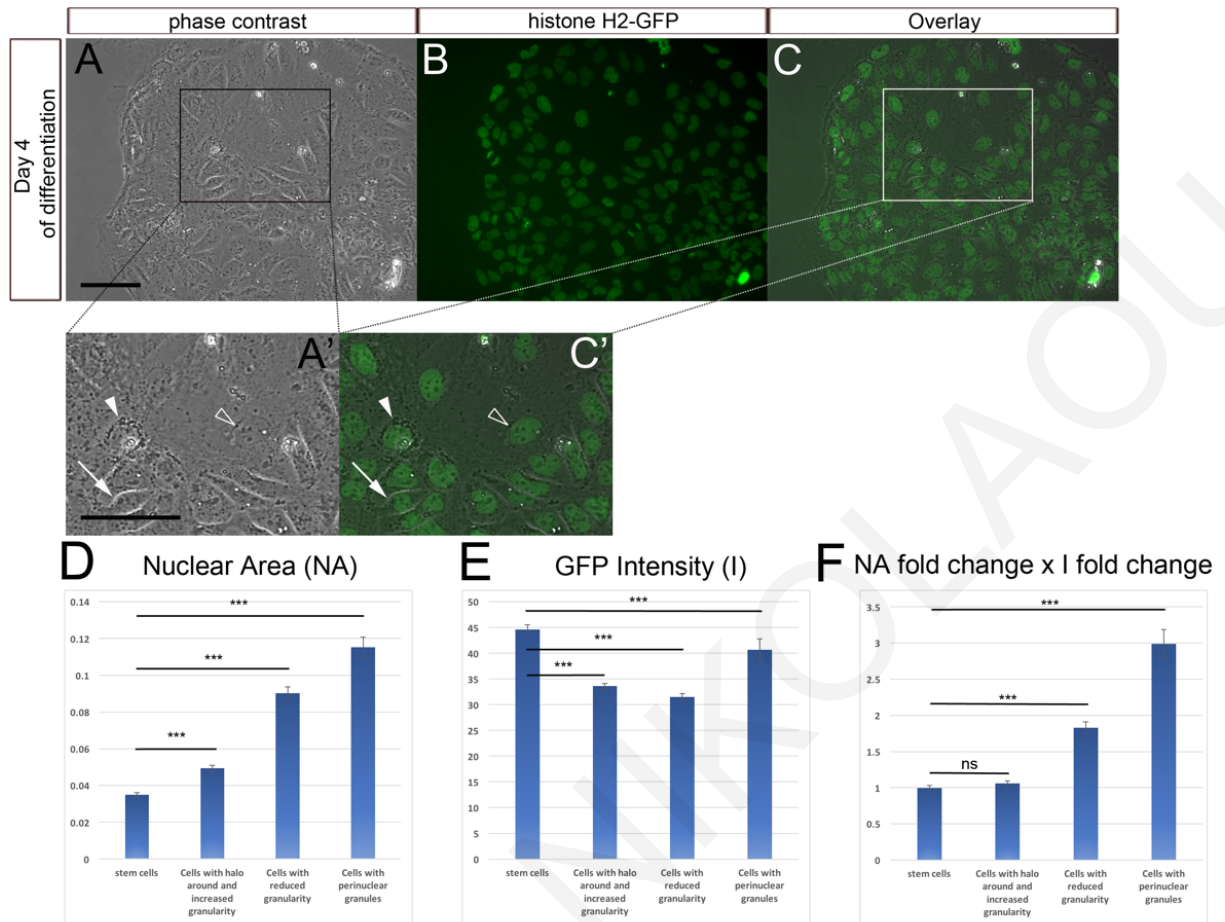 phase contrast
histone H2-GFP
Overlay
Day 4
of differentiation
A
B
C
A'
C'
D
Nuclear Area (NA)
0.14
0.12
0.1
0.08
0.06
0.04
0.02
0
***
***
***
stem cells
Cells with halo
around and
increased
granularity
Cells with
reduced
granularity
Cells with
perinuclear
granules
E
GFP Intensity (I)
50
45
40
35
30
25
20
15
10
5
0
***
***
***
stem cells
Cells with halo
around and
increased
granularity
Cells with
reduced
granularity
Cells with
perinuclear
granules
F
NA fold change x I fold change
3.5
3
2.5
2
1.5
1
0.5
0
***
***
ns
stem cells
Cells with halo
around and
increased
granularity
Cells with
reduced
granularity
Cells with
perinuclear
granules
NIKOLAOU